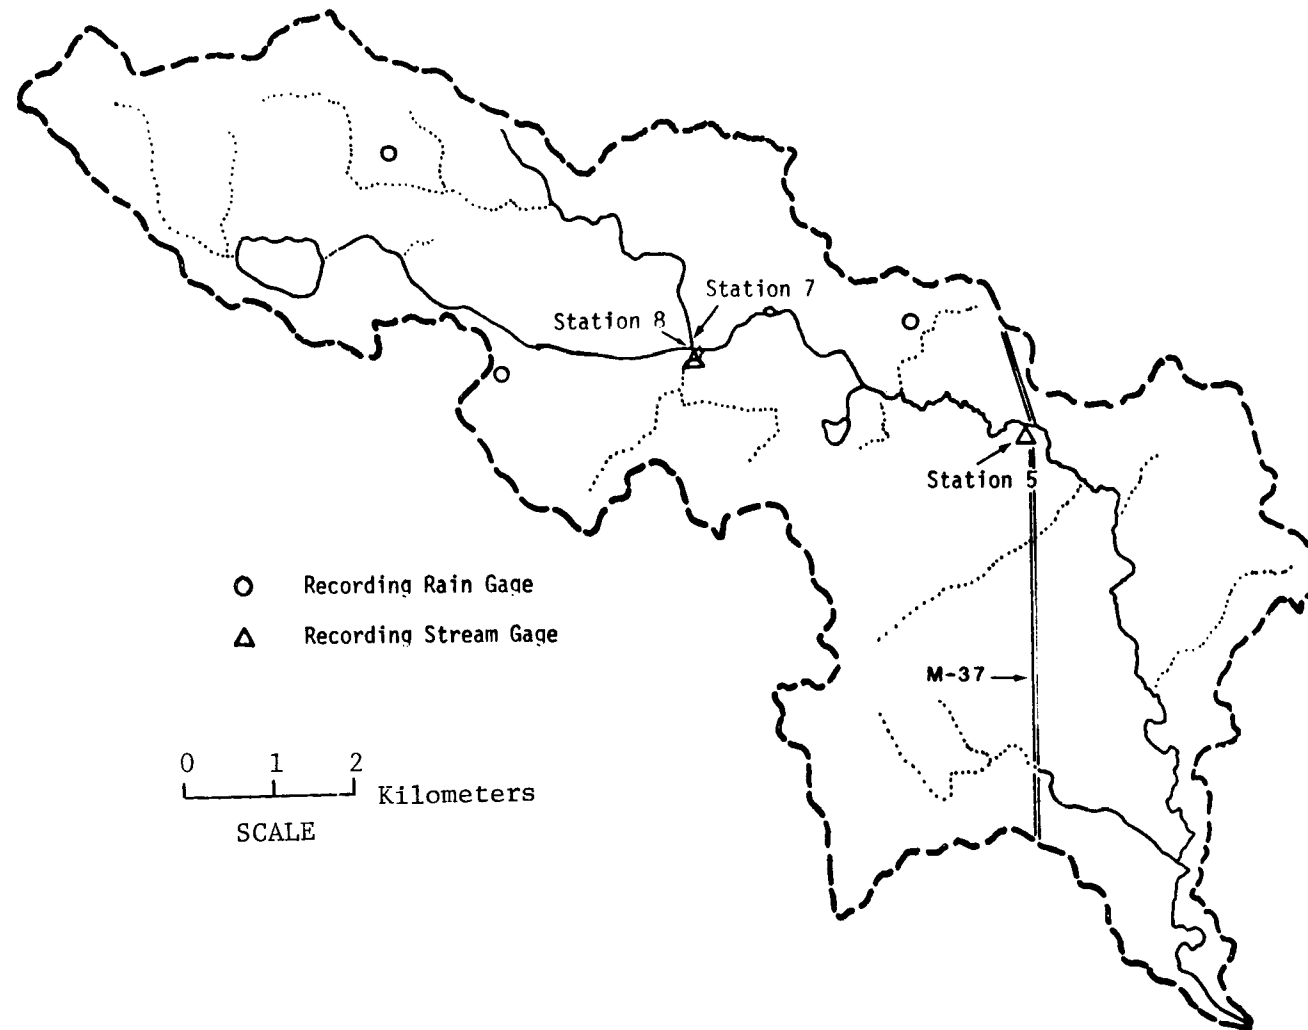 Station 7
Station 8
Station 5
Recording Rain Gage
Recording Stream Gage
M-37
0 1 2
Kilometers
SCALE